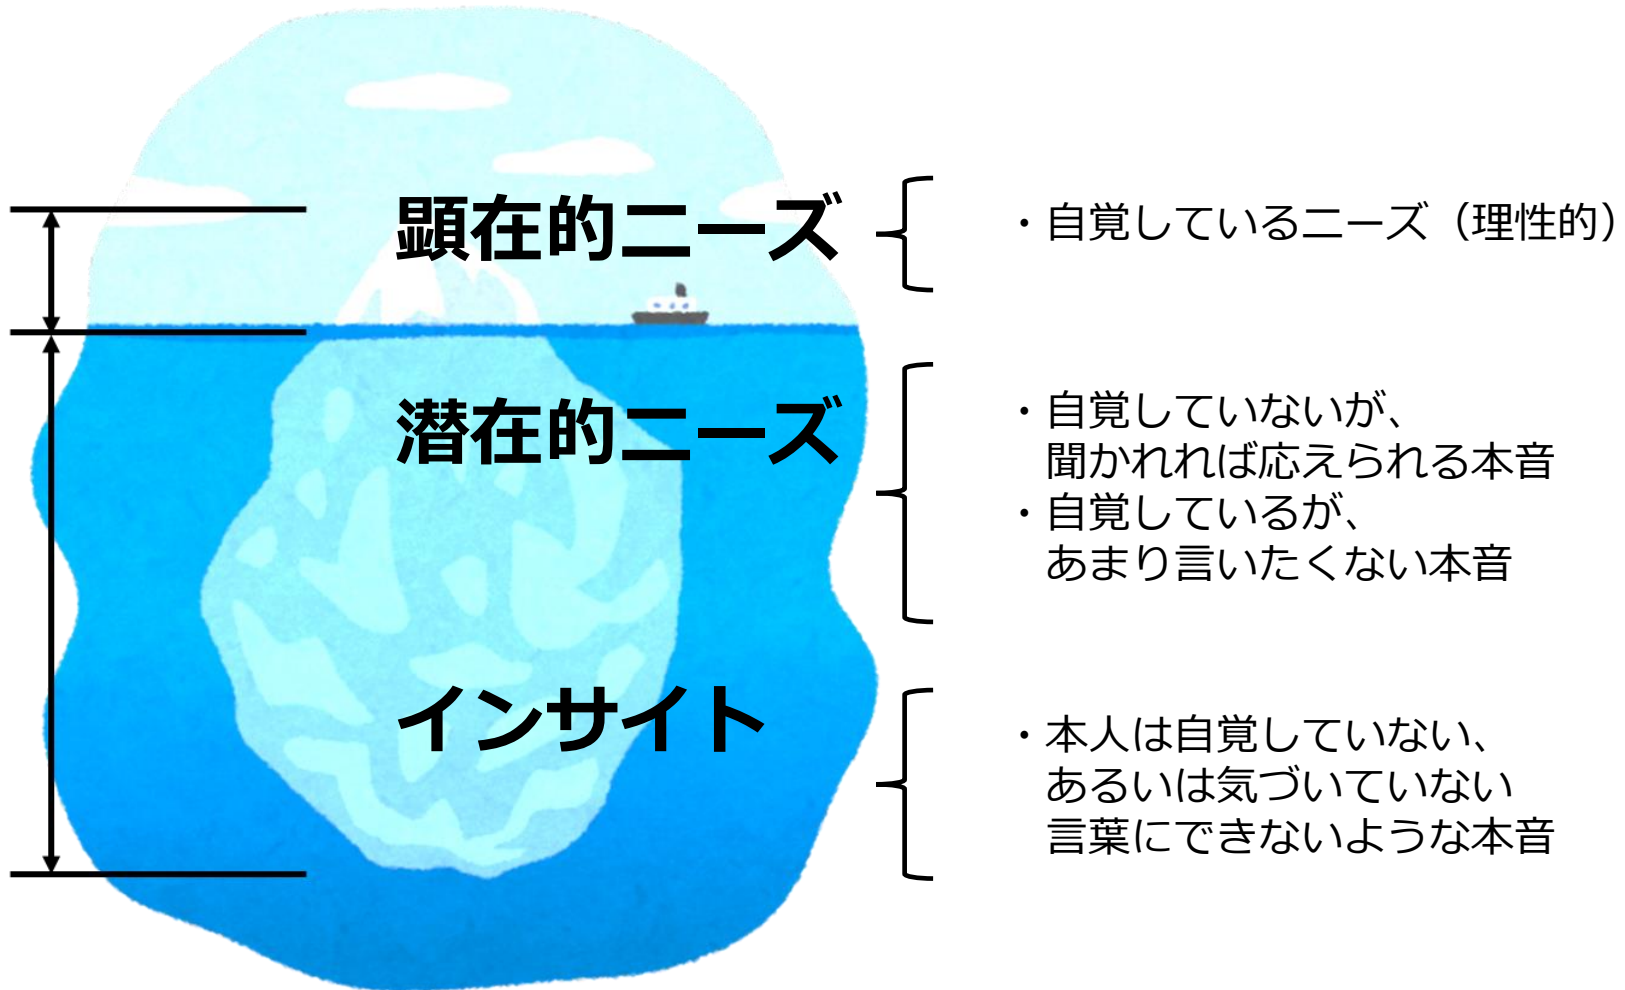 顕在的ニーズ
・自覚しているニーズ（理性的）
潜在的ニーズ
・自覚していないが、
聞かれれば応えられる本音
・自覚しているが、
あまり言いたくない本音
インサイト
・本人は自覚していない、
あるいは気づいていない
言葉にできないような本音